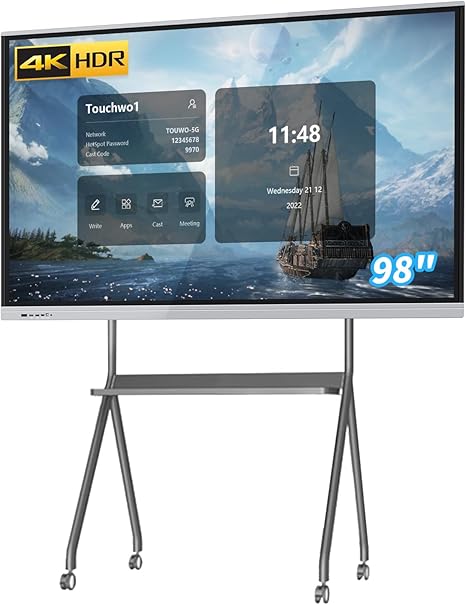 4K HDR
Touchwo1
Network TOUWO-5G
HotSpot Password 12345678
Cast Code 9970
Write Apps Cast Meeting
11:48
Wednesday 21 12
2022
98"